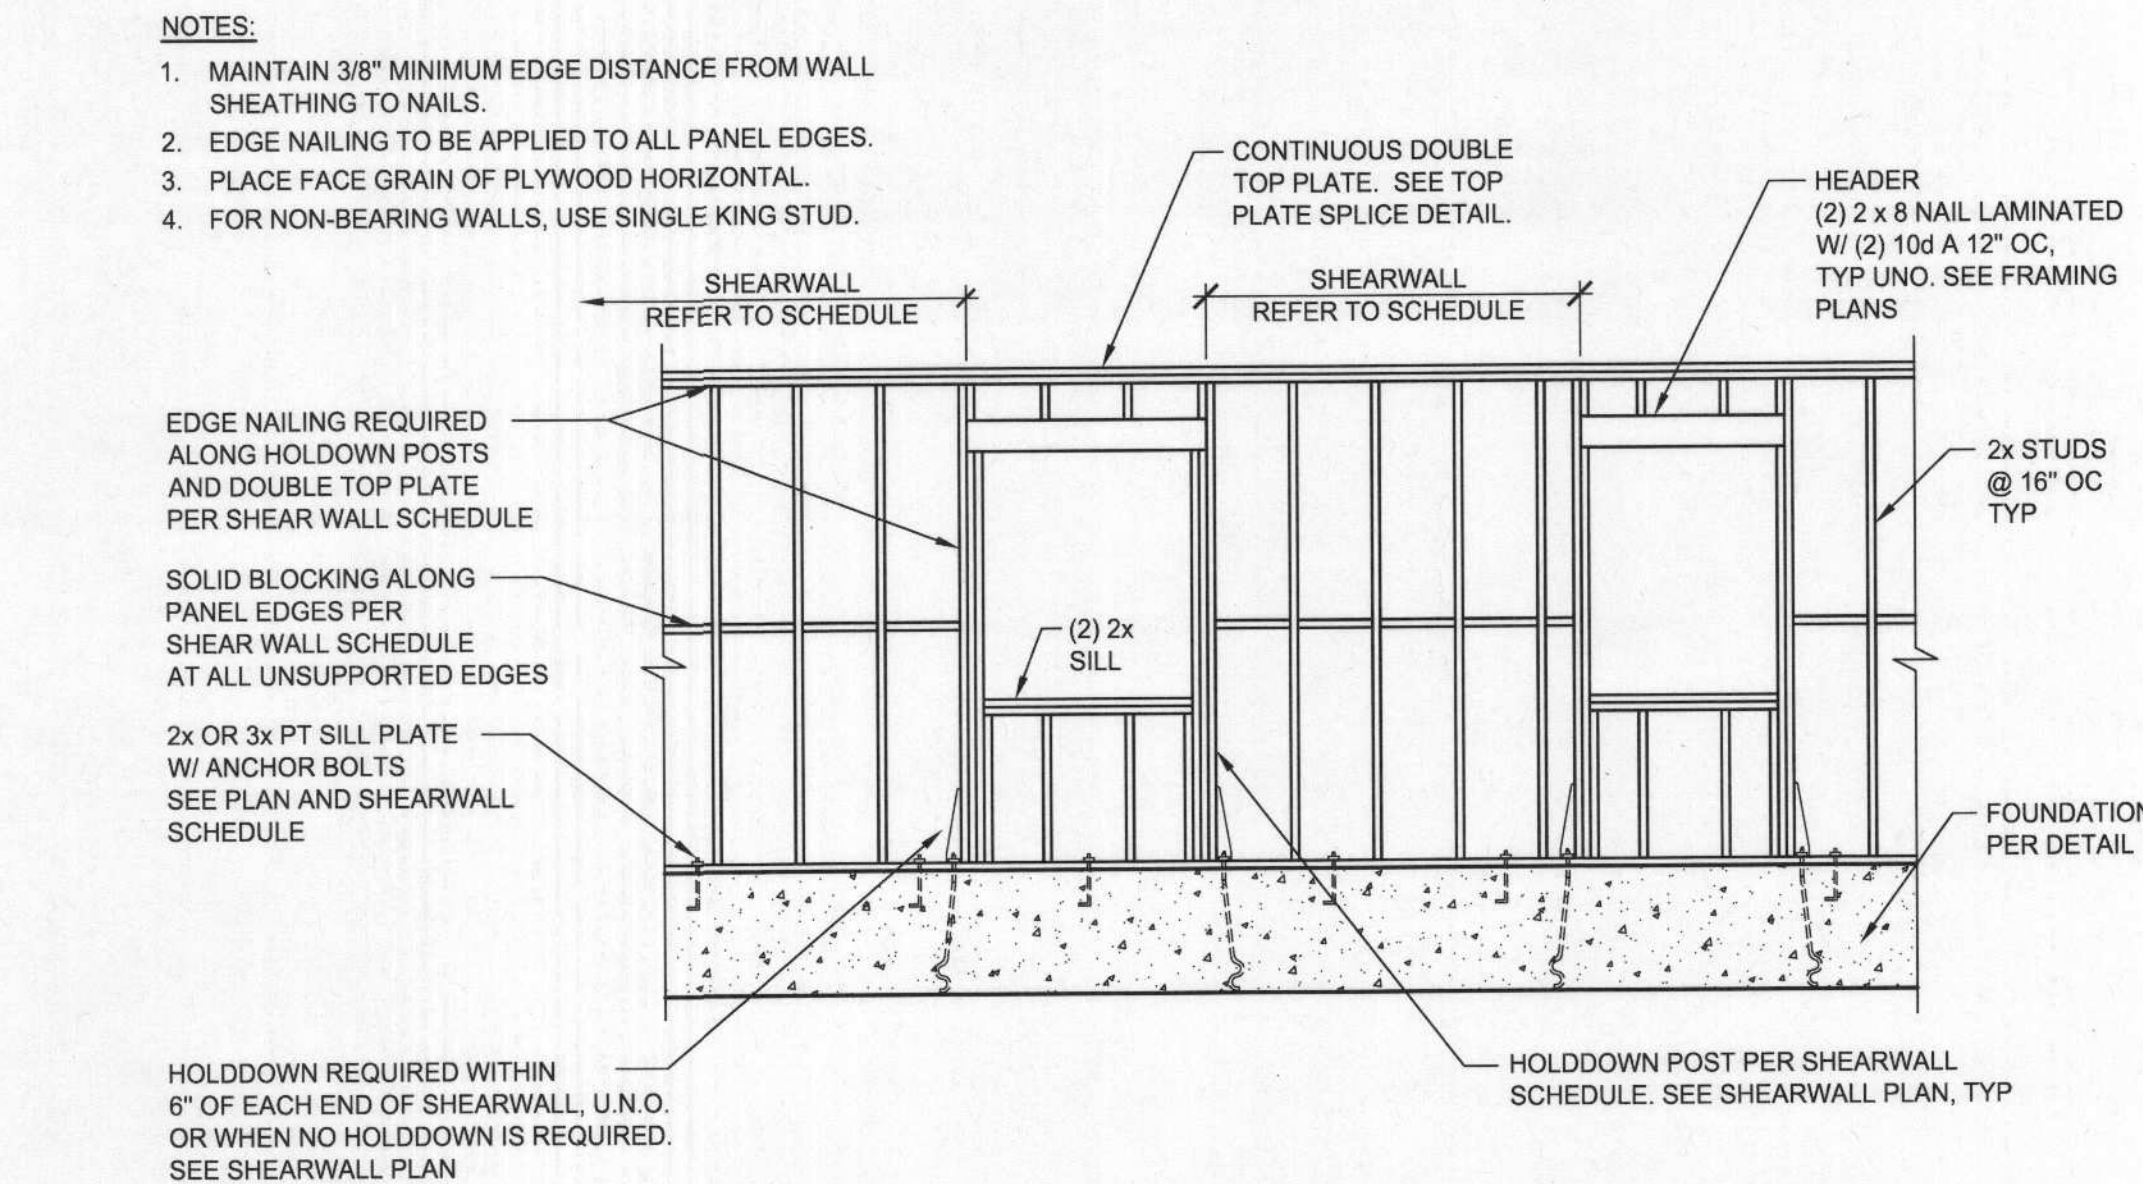 NOTES:
1. MAINTAIN 3/8" MINIMUM EDGE DISTANCE FROM WALL
SHEATHING TO NAILS.
2. EDGE NAILING TO BE APPLIED TO ALL PANEL EDGES.
3. PLACE FACE GRAIN OF PLYWOOD HORIZONTAL.
4. FOR NON-BEARING WALLS, USE SINGLE KING STUD.
CONTINUOUS DOUBLE
TOP PLATE. SEE TOP
PLATE SPLICE DETAIL.
HEADER
(2) 2 x 8 NAIL LAMINATED
W/ (2) 10d A 12" OC,
TYP UNO. SEE FRAMING
PLANS
SHEARWALL
REFER TO SCHEDULE
SHEARWALL
REFER TO SCHEDULE
EDGE NAILING REQUIRED
ALONG HOLDOWN POSTS
AND DOUBLE TOP PLATE
PER SHEAR WALL SCHEDULE
2x STUDS
@ 16" OC
TYP
SOLID BLOCKING ALONG
PANEL EDGES PER
SHEAR WALL SCHEDULE
AT ALL UNSUPPORTED EDGES
(2) 2x
SILL
2x OR 3x PT SILL PLATE
W/ ANCHOR BOLTS
SEE PLAN AND SHEARWALL
SCHEDULE
FOUNDATION
PER DETAIL
HOLDDOWN REQUIRED WITHIN
6" OF EACH END OF SHEARWALL, U.N.O.
OR WHEN NO HOLDDOWN IS REQUIRED.
SEE SHEARWALL PLAN
HOLDDOWN POST PER SHEARWALL
SCHEDULE. SEE SHEARWALL PLAN, TYP